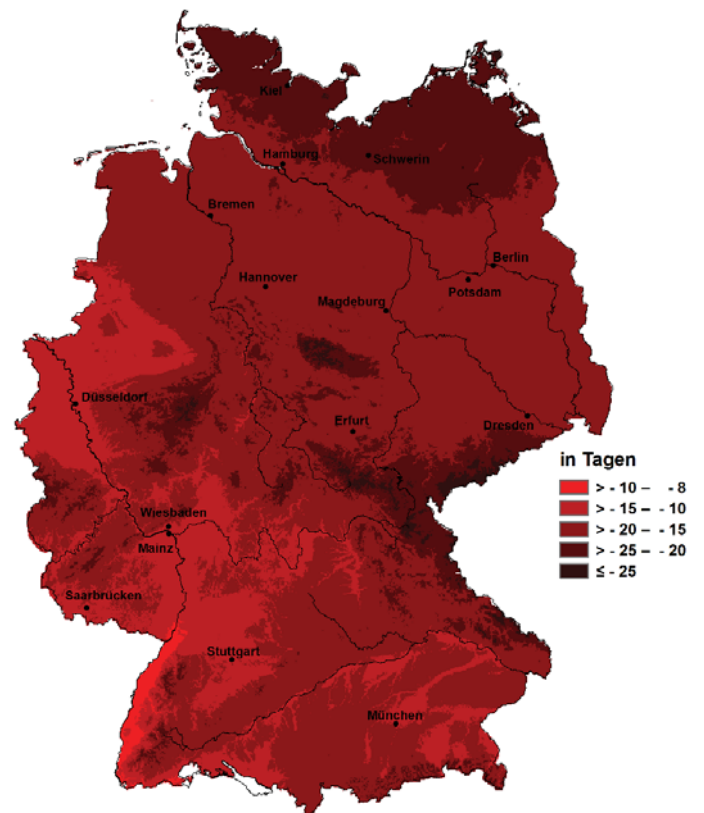 Kiel
Hamburg
Schwerin
Bremen
Berlin
Hannover
Potsdam
Magdeburg
Düsseldorf
Erfurt
Dresden
in Tagen
> - 10 – - 8
> - 15 – - 10
> - 20 – - 15
> - 25 – - 20
≤ - 25
Wiesbaden
Mainz
Saarbrücken
Stuttgart
München